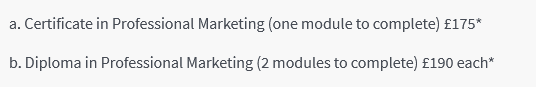 a. Certificate in Professional Marketing (one module to complete) £175*
b. Diploma in Professional Marketing (2 modules to complete) £190 each*